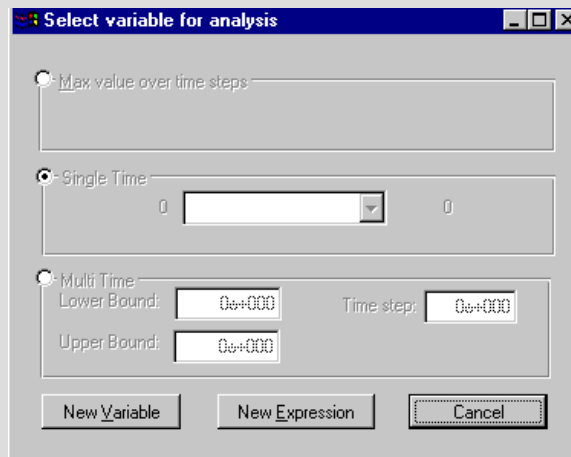 Select variable for analysis
Max value over time steps
Single Time
0 0
Multi Time
Lower Bound: 0e+000 Time step: 0e+000
Upper Bound: 0e+000
New Variable New Expression Cancel